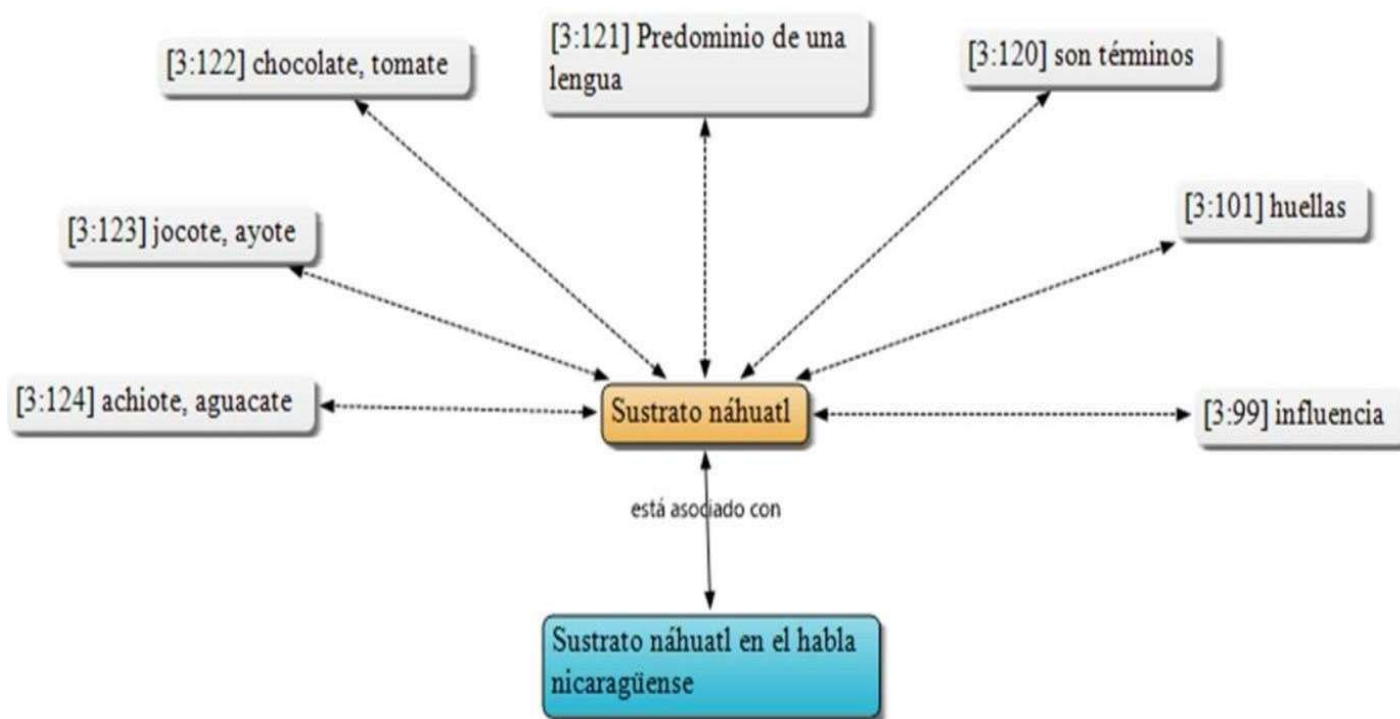 [3:122] chocolate, tomate
[3:121] Predominio de una
lengua
[3:120] son términos
[3:123] jocote, ayote
[3:101] huellas
[3:124] achiote, aguacate
Sustrato náhuatl
[3:99] influencia
está asociado con
Sustrato náhuatl en el habla
nicaragüense